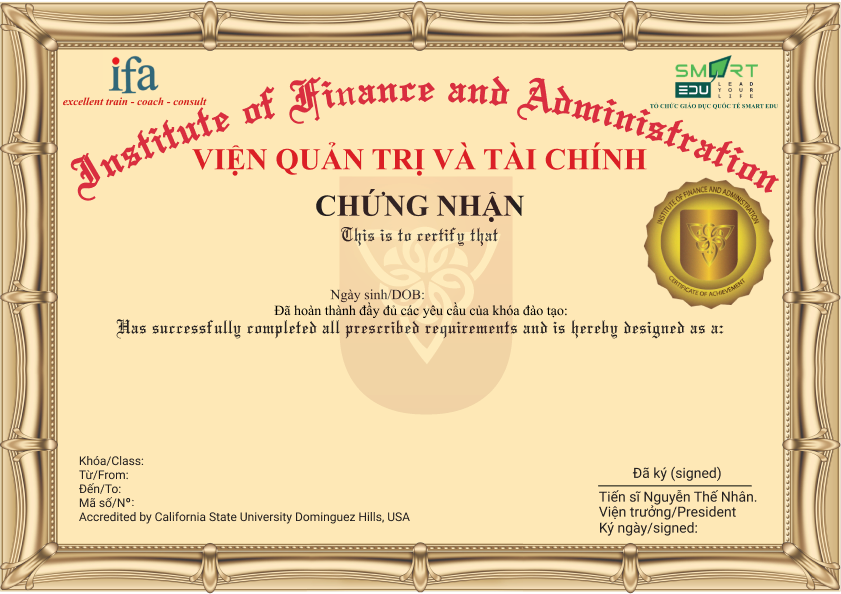 ifa
excellent train - coach - consult
SMART
EDU
LEAD
YOUR
LIFE
TỔ CHỨC GIÁO DỤC QUỐC TẾ SMART EDU
Institute of Finance and Administration
VIỆN QUẢN TRỊ VÀ TÀI CHÍNH
CHỨNG NHẬN
This is to certify that
INSTITUTE OF FINANCE AND ADMINISTRATION
CERTIFICATE OF ACHIEVEMENT
Ngày sinh/DOB:
Đã hoàn thành đầy đủ các yêu cầu của khóa đào tạo:
Has successfully completed all prescribed requirements and is hereby designed as a:
Khóa/Class:
Từ/From:
Đến/To:
Mã số/Nº:
Accredited by California State University Dominguez Hills, USA
Đã ký (signed)
Tiến sĩ Nguyễn Thế Nhân.
Viện trưởng/President
Ký ngày/signed: